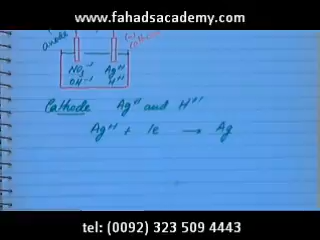 www.fahadsacademy.com
anode
cathode
NO₃⁻¹ Ag⁺¹
OH⁻¹ H⁺¹
Cathode Ag⁺¹ and H⁺¹
Ag⁺¹ + 1e → Ag
tel: (0092) 323 509 4443